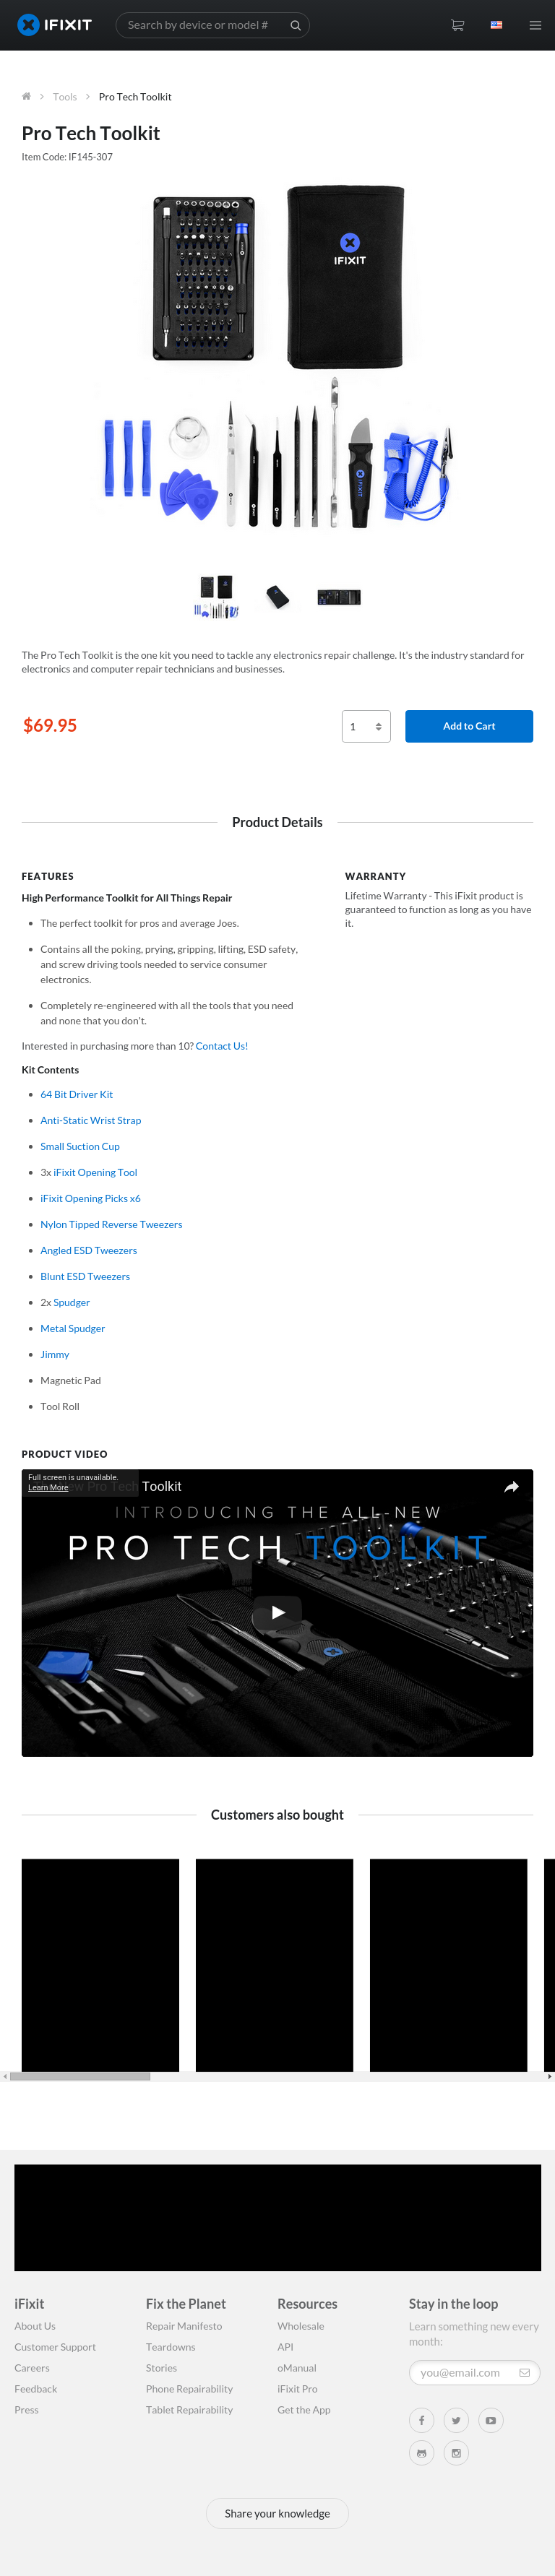 IFIXIT
Search by device or model #
Tools
Pro Tech Toolkit
Pro Tech Toolkit
Item Code: IF145-307
IFIXIT
IFIXIT
The Pro Tech Toolkit is the one kit you need to tackle any electronics repair challenge. It's the industry standard for
electronics and computer repair technicians and businesses.
$69.95
1
Add to Cart
Product Details
FEATURES
High Performance Toolkit for All Things Repair
The perfect toolkit for pros and average Joes.
Contains all the poking, prying, gripping, lifting, ESD safety,
and screw driving tools needed to service consumer
electronics.
Completely re-engineered with all the tools that you need
and none that you don't.
Interested in purchasing more than 10? Contact Us!
Kit Contents
64 Bit Driver Kit
Anti-Static Wrist Strap
Small Suction Cup
3x iFixit Opening Tool
iFixit Opening Picks x6
Nylon Tipped Reverse Tweezers
Angled ESD Tweezers
Blunt ESD Tweezers
2x Spudger
Metal Spudger
Jimmy
Magnetic Pad
Tool Roll
WARRANTY
Lifetime Warranty - This iFixit product is
guaranteed to function as long as you have
it.
PRODUCT VIDEO
Full screen is unavailable.
Learn More
New Pro Tech Toolkit
INTRODUCING THE ALL-NEW
PRO TECH TOOLKIT
Customers also bought
iFixit
About Us
Customer Support
Careers
Feedback
Press
Fix the Planet
Repair Manifesto
Teardowns
Stories
Phone Repairability
Tablet Repairability
Resources
Wholesale
API
oManual
iFixit Pro
Get the App
Stay in the loop
Learn something new every
month:
you@email.com
Share your knowledge